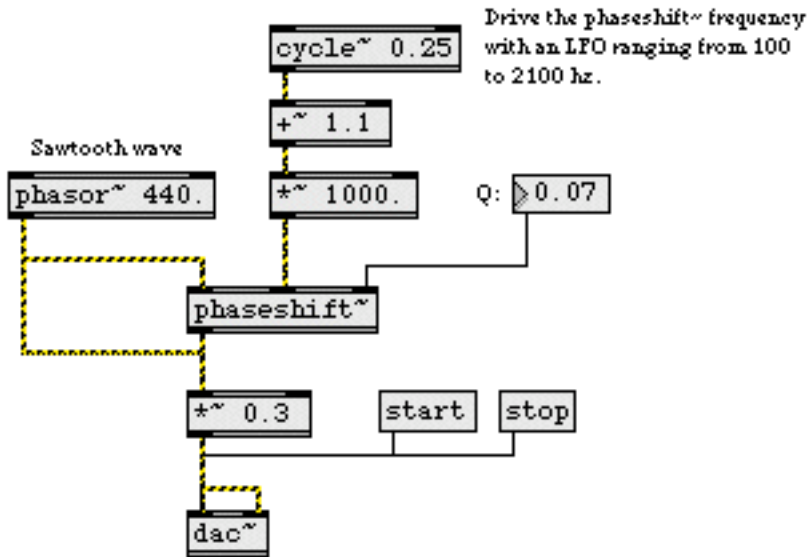 Drive the phaseshift~ frequency
with an LFO ranging from 100
to 2100 hz.
cycle~ 0.25
+~ 1.1
Sawtooth wave
phasor~ 440.
*~ 1000.
Q: 0.07
phaseshift~
*~ 0.3
start
stop
dac~